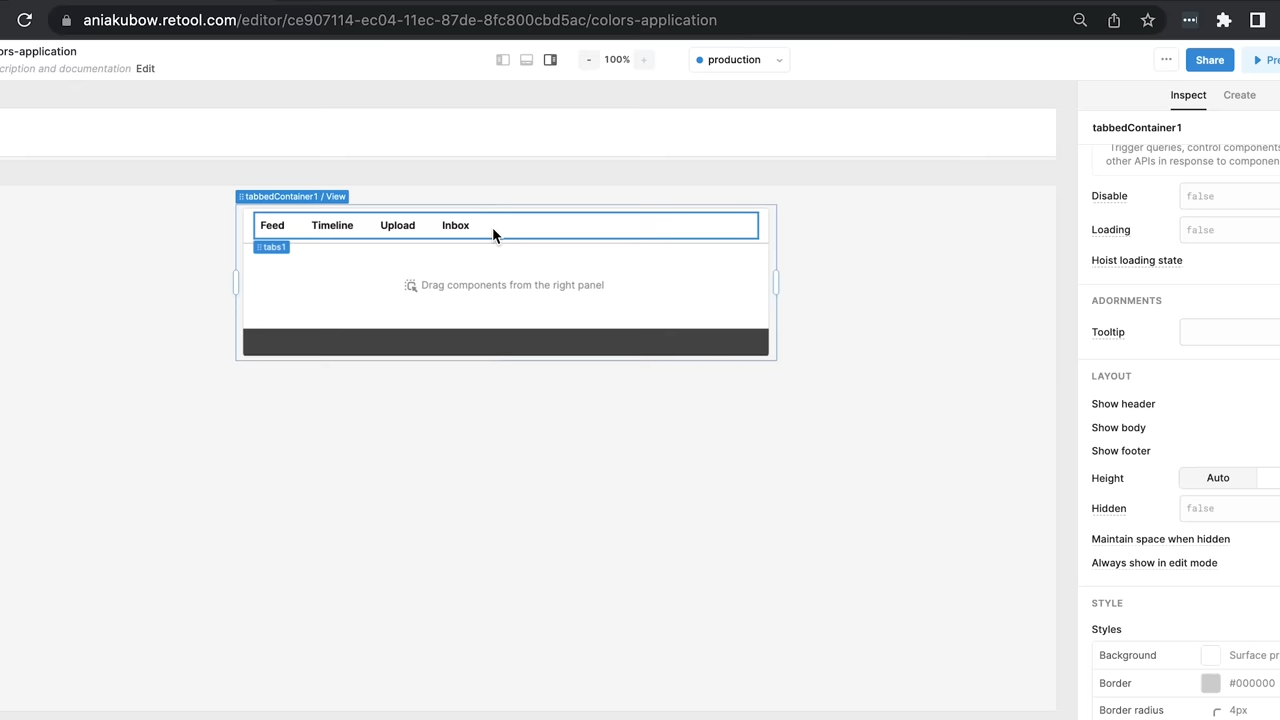 aniakubow.retool.com/editor/ce907114-ec04-11ec-87de-8fc800cbd5ac/colors-application
ors-application
cription and documentation Edit
- 100% +
production
Share
Pre
Inspect Create
tabbedContainer1
Trigger queries, control components
other APIs in response to componen
Disable false
Loading false
Hoist loading state
ADORNMENTS
Tooltip
LAYOUT
Show header
Show body
Show footer
Height Auto
Hidden false
Maintain space when hidden
Always show in edit mode
STYLE
Styles
Background Surface pr
Border #000000
Border radius 4px
tabbedContainer1 / View
Feed Timeline Upload Inbox
tabs1
Drag components from the right panel